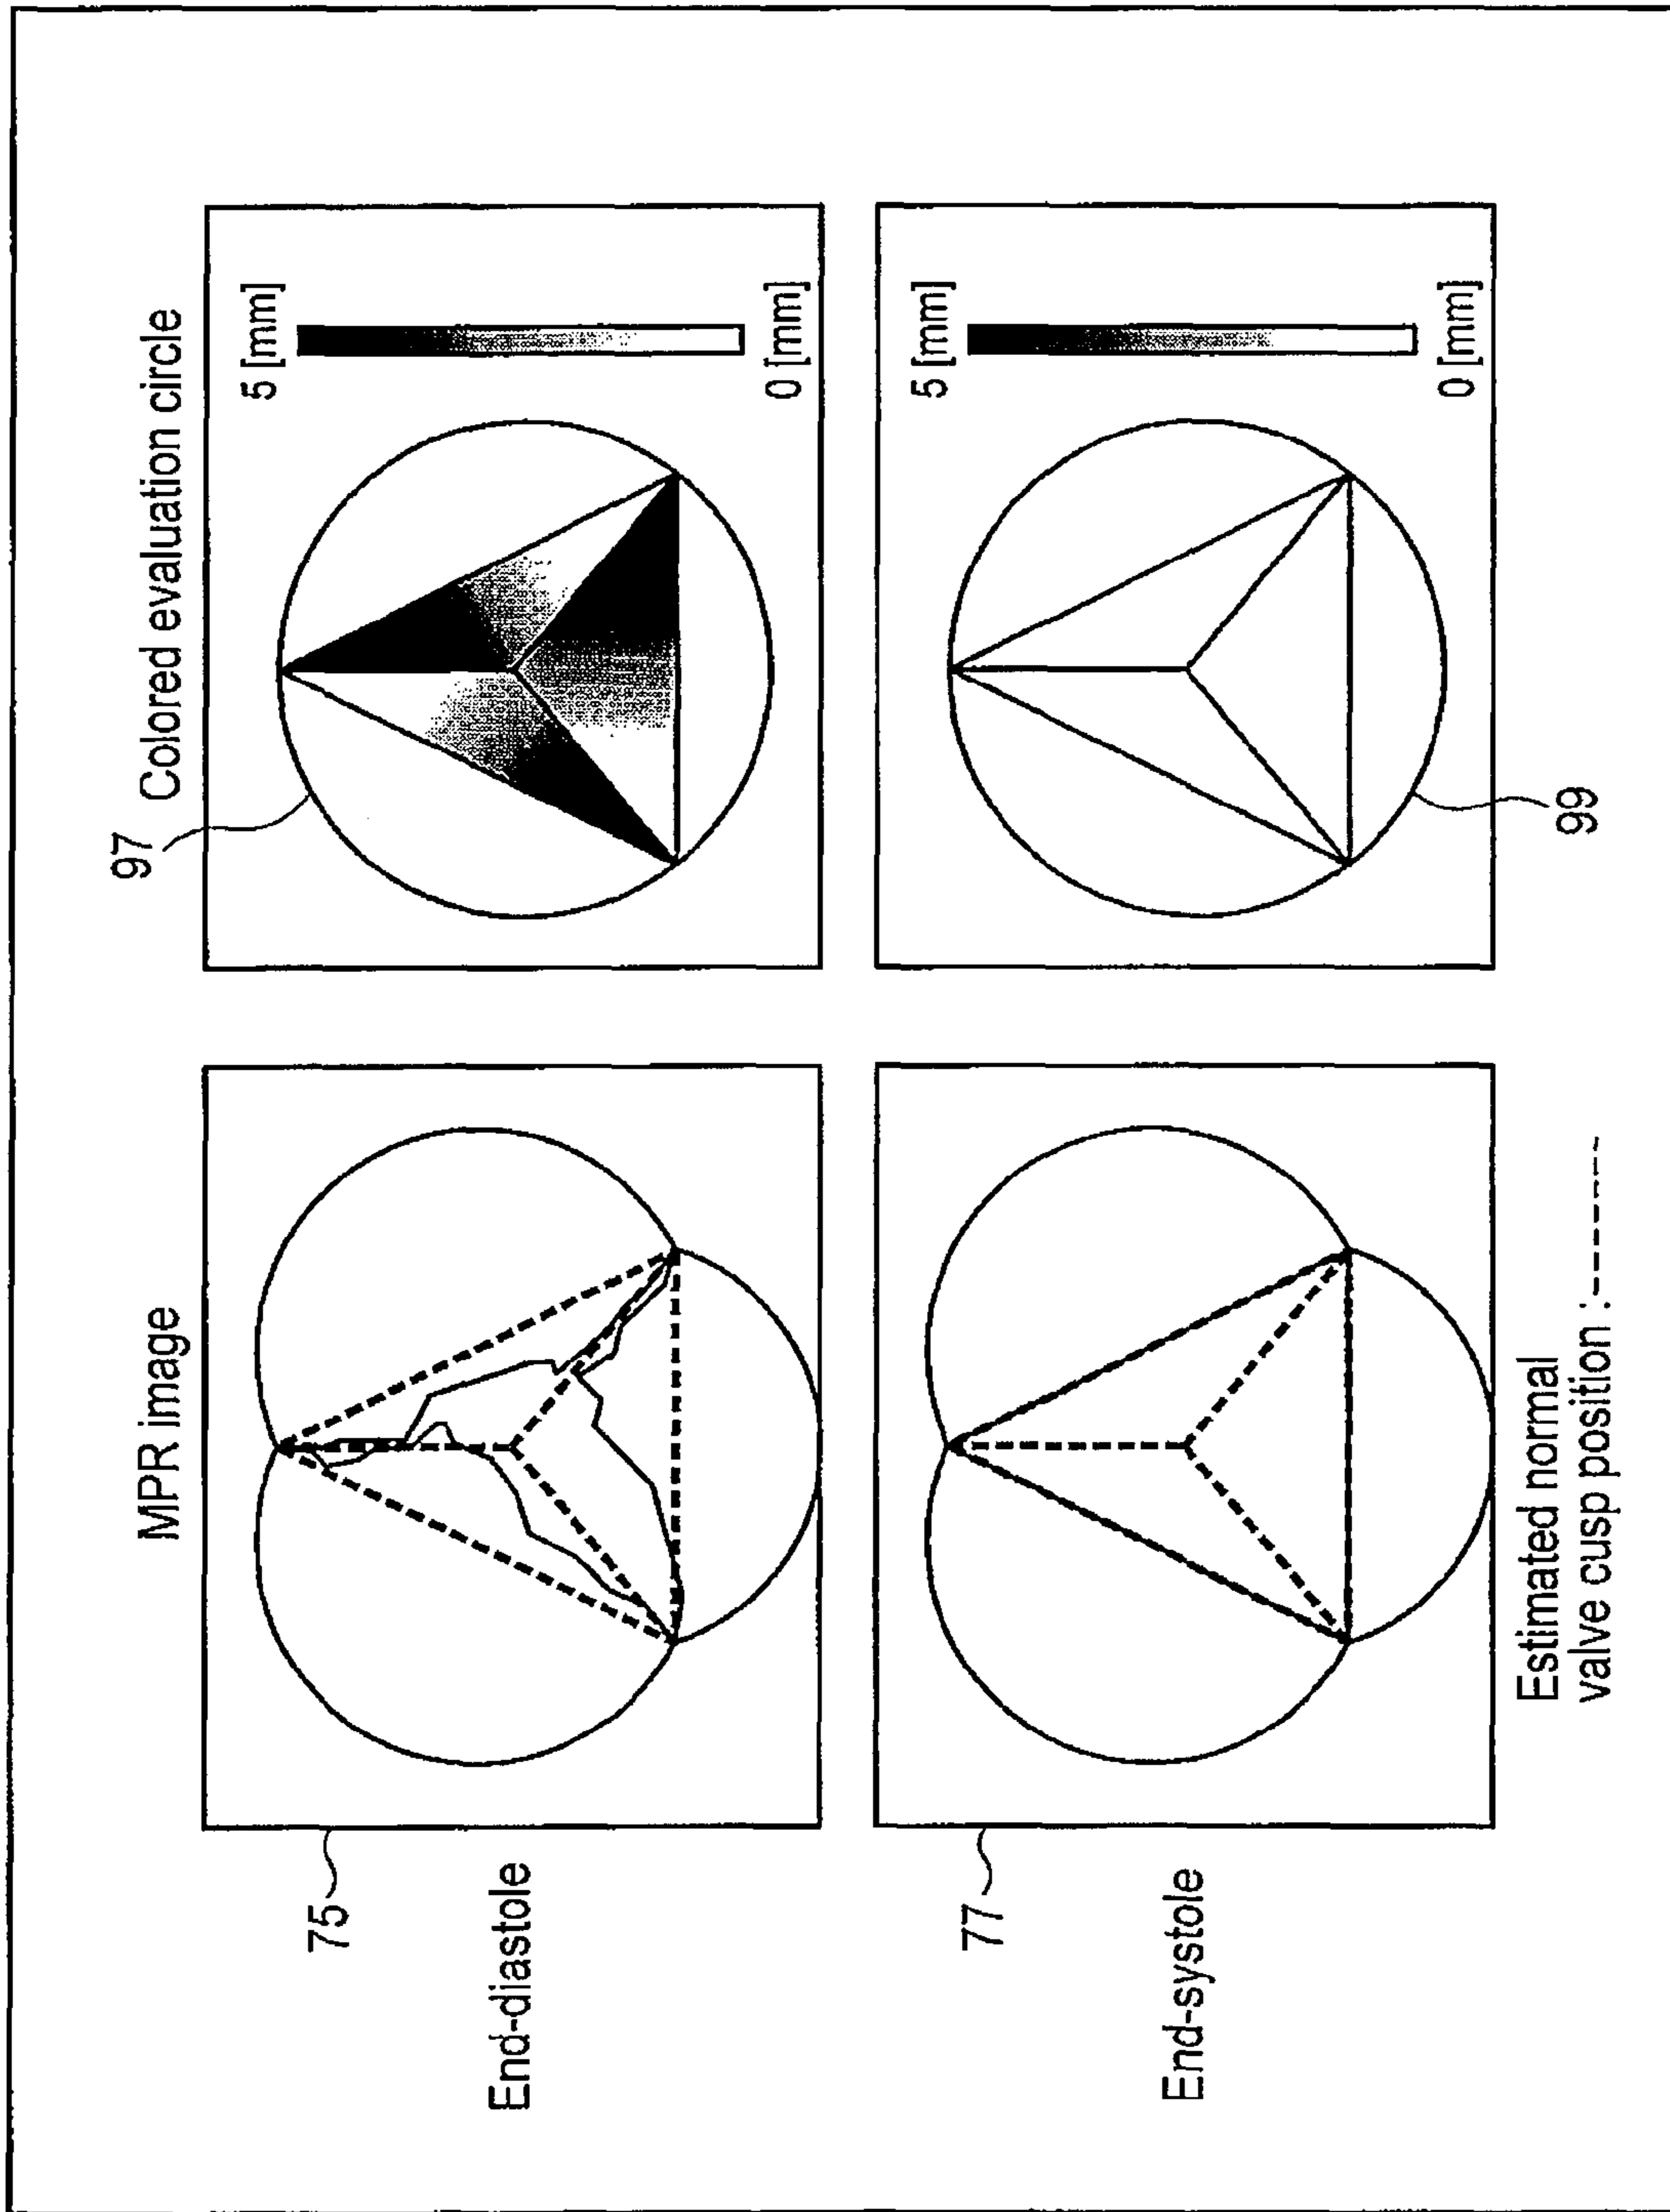 MPR image
97
Colored evaluation circle
75
End-diastole
5 [mm]
0 [mm]
77
End-systole
5 [mm]
0 [mm]
99
Estimated normal
valve cusp position :-------